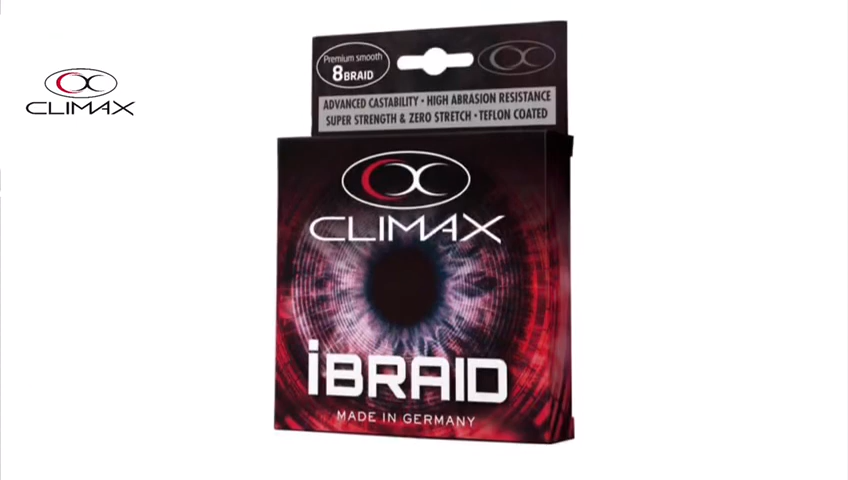 CLIMAX
Premium smooth
8BRAID
ADVANCED CASTABILITY • HIGH ABRASION RESISTANCE
SUPER STRENGTH & ZERO STRETCH • TEFLON COATED
CLIMAX
iBRAID
MADE IN GERMANY